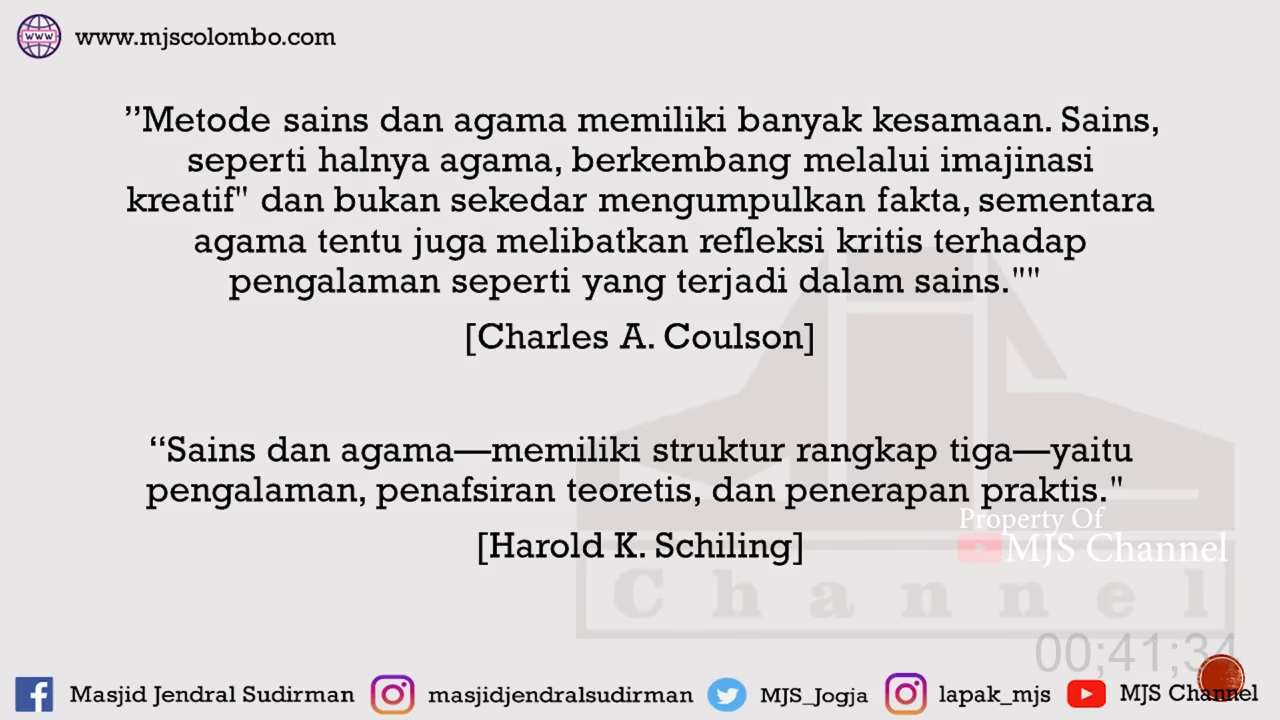 www.mjscolombo.com
’’Metode sains dan agama memiliki banyak kesamaan. Sains,
seperti halnya agama, berkembang melalui imajinasi
kreatif" dan bukan sekedar mengumpulkan fakta, sementara
agama tentu juga melibatkan refleksi kritis terhadap
pengalaman seperti yang terjadi dalam sains.""
[Charles A. Coulson]
“Sains dan agama—memiliki struktur rangkap tiga—yaitu
pengalaman, penafsiran teoretis, dan penerapan praktis."
[Harold K. Schiling]
Property Of
MJS Channel
Channel
00;41;34
Masjid Jendral Sudirman masjidjendralsudirman MJS_Jogja lapak_mjs MJS Channel